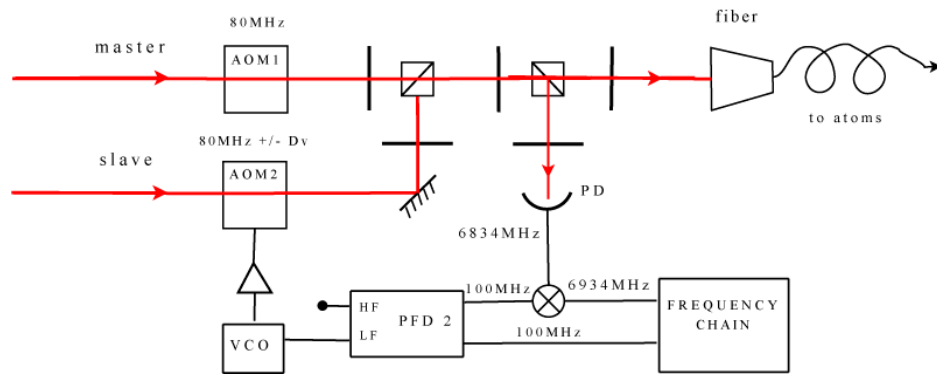 80MHz
fiber
master
AOM1
to atoms
80MHz +/- Dv
slave
AOM2
PD
6834MHz
100MHz
6934MHz
HF
PFD 2
LF
100MHz
FREQUENCY
CHAIN
VCO